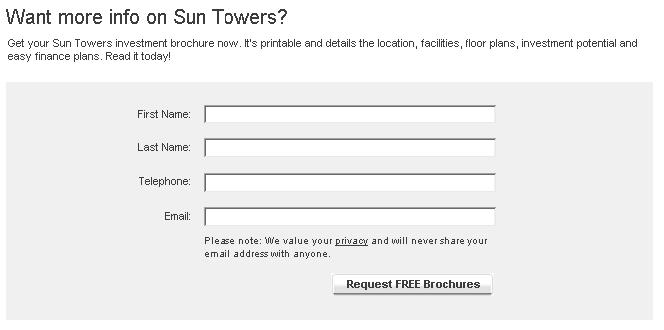 Want more info on Sun Towers?
Get your Sun Towers investment brochure now. It's printable and details the location, facilities, floor plans, investment potential and
easy finance plans. Read it today!
First Name:
Last Name:
Telephone:
Email:
Please note: We value your privacy and will never share your
email address with anyone.
Request FREE Brochures